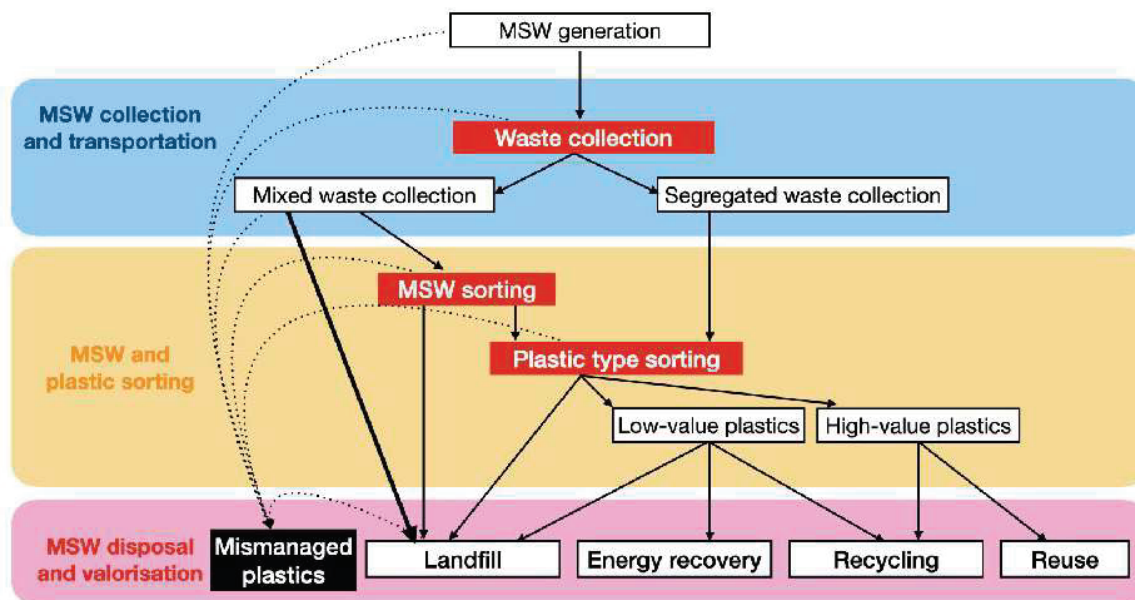 MSW generation
MSW collection
and transportation
Waste collection
Mixed waste collection
Segregated waste collection
MSW sorting
MSW and
plastic sorting
Plastic type sorting
Low-value plastics
High-value plastics
MSW disposal
and valorisation
Mismanaged
plastics
Landfill
Energy recovery
Recycling
Reuse